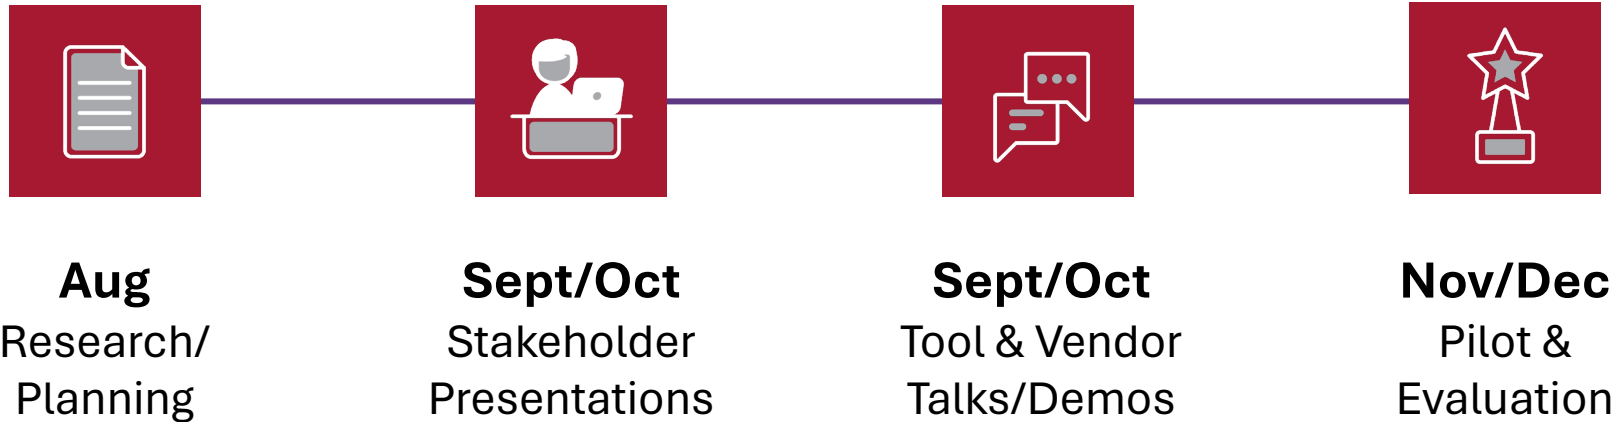 Aug
Research/
Planning
Sept/Oct
Stakeholder
Presentations
Sept/Oct
Tool & Vendor
Talks/Demos
Nov/Dec
Pilot &
Evaluation